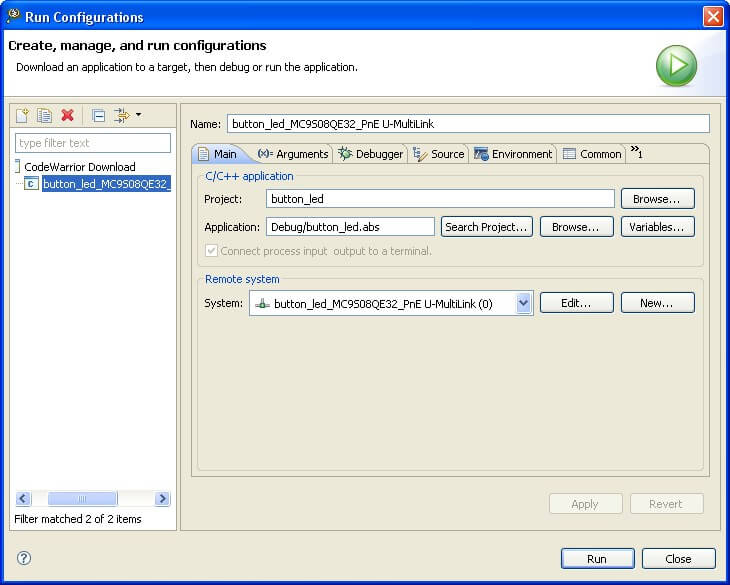 Run Configurations
Create, manage, and run configurations
Download an application to a target, then debug or run the application.
type filter text
CodeWarrior Download
C button_led_MC9S08QE32_
Filter matched 2 of 2 items
Name: button_led_MC9S08QE32_PnE U-MultiLink
Main (x)= Arguments Debugger Source Environment Common »1
C/C++ application
Project: button_led Browse...
Application: Debug/button_led.abs Search Project... Browse... Variables...
Connect process input output to a terminal.
Remote system
System: button_led_MC9S08QE32_PnE U-MultiLink (0) Edit... New...
Apply Revert
? Run Close